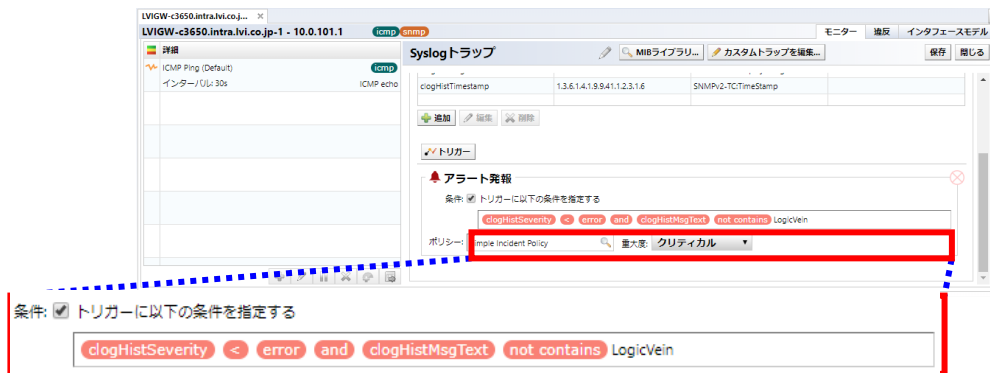 LVIGW-c3650.intra.lvi.co.j... ×
LVIGW-c3650.intra.lvi.co.jp-1 - 10.0.101.1 icmp snmp モニター 違反 インタフェースモデル
詳細 Syslogトラップ MIBライブラリ... カスタムトラップを編集... 保存 閉じる
ICMP Ping (Default) icmp
インターバル: 30s ICMP echo
clogHistTimestamp 1.3.6.1.4.1.9.9.41.1.2.3.1.6 SNMPv2-TC:TimeStamp
追加 編集 削除
トリガー
アラート発報
条件: トリガーに以下の条件を指定する
clogHistSeverity < error and clogHistMsgText not contains LogicVein
ポリシー: imple Incident Policy 重大度: クリティカル
条件: トリガーに以下の条件を指定する
clogHistSeverity < error and clogHistMsgText not contains LogicVein